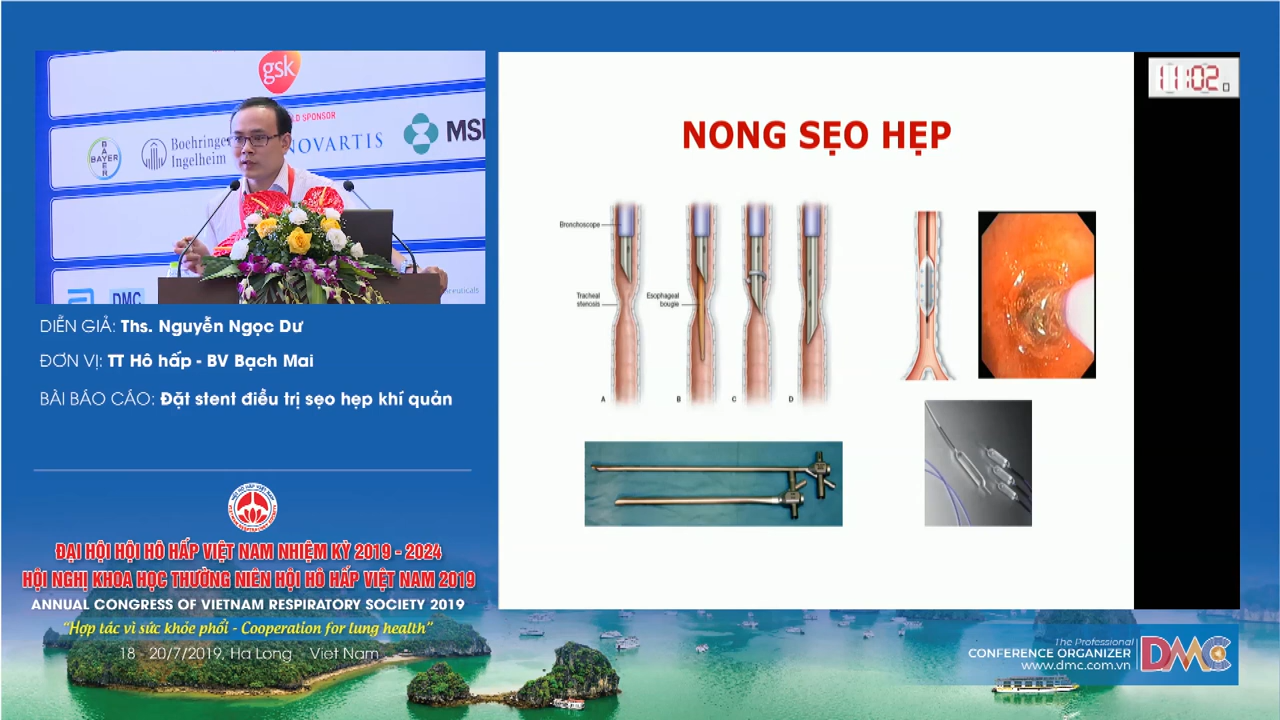 gsk
LD SPONSOR
BAYER
BAYER
Boehringer
Ingelheim
NOVARTIS
MSD
DMC
DIỄN GIẢ: Ths. Nguyễn Ngọc Dư
ĐƠN VỊ: TT Hô hấp - BV Bạch Mai
BÀI BÁO CÁO: Đặt stent điều trị sẹo hẹp khí quản
ĐẠI HỘI HỘI HÔ HẤP VIỆT NAM NHIỆM KỲ 2019 - 2024
HỘI NGHỊ KHOA HỌC THƯỜNG NIÊN HỘI HÔ HẤP VIỆT NAM 2019
ANNUAL CONGRESS OF VIETNAM RESPIRATORY SOCIETY 2019
“Hợp tác vì sức khỏe phổi - Cooperation for lung health”
18 - 20/7/2019, Ha Long Viet Nam
NONG SẸO HẸP
Bronchoscope
Tracheal
stenosis
Esophageal
bougie
A B C D
11:02
The Professional
CONFERENCE ORGANIZER
www.dmc.com.vn
DMC